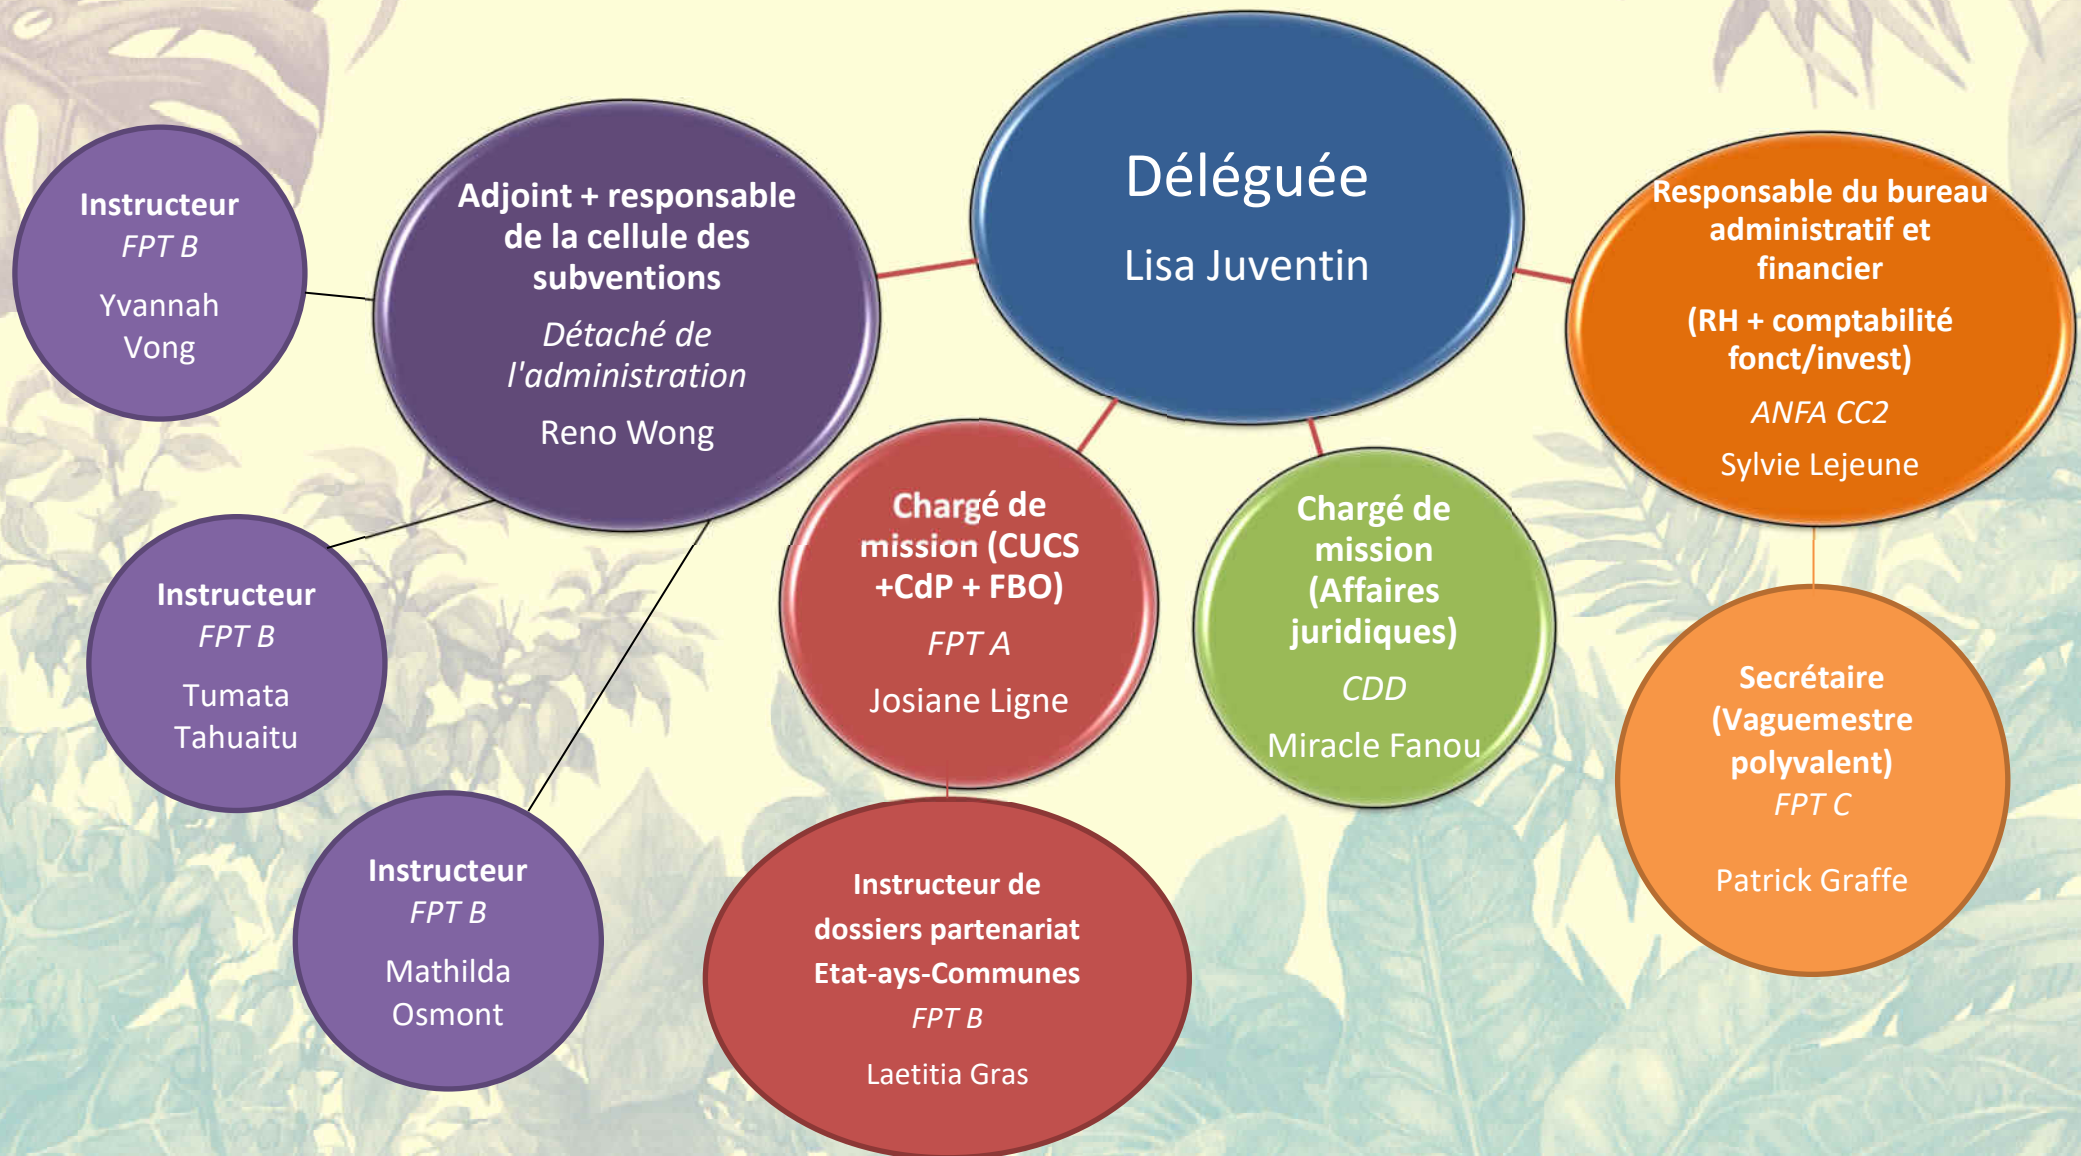 Déléguée
Lisa Juventin
Adjoint + responsable
de la cellule des
subventions
Détaché de
l'administration
Reno Wong
Instructeur
FPT B
Yvannah
Vong
Instructeur
FPT B
Tumata
Tahuaitu
Instructeur
FPT B
Mathilda
Osmont
Chargé de
mission (CUCS
+CdP + FBO)
FPT A
Josiane Ligne
Instructeur de
dossiers partenariat
Etat-ays-Communes
FPT B
Laetitia Gras
Chargé de
mission
(Affaires
juridiques)
CDD
Miracle Fanou
Responsable du bureau
administratif et
financier
(RH + comptabilité
fonct/invest)
ANFA CC2
Sylvie Lejeune
Secrétaire
(Vaguemestre
polyvalent)
FPT C
Patrick Graffe